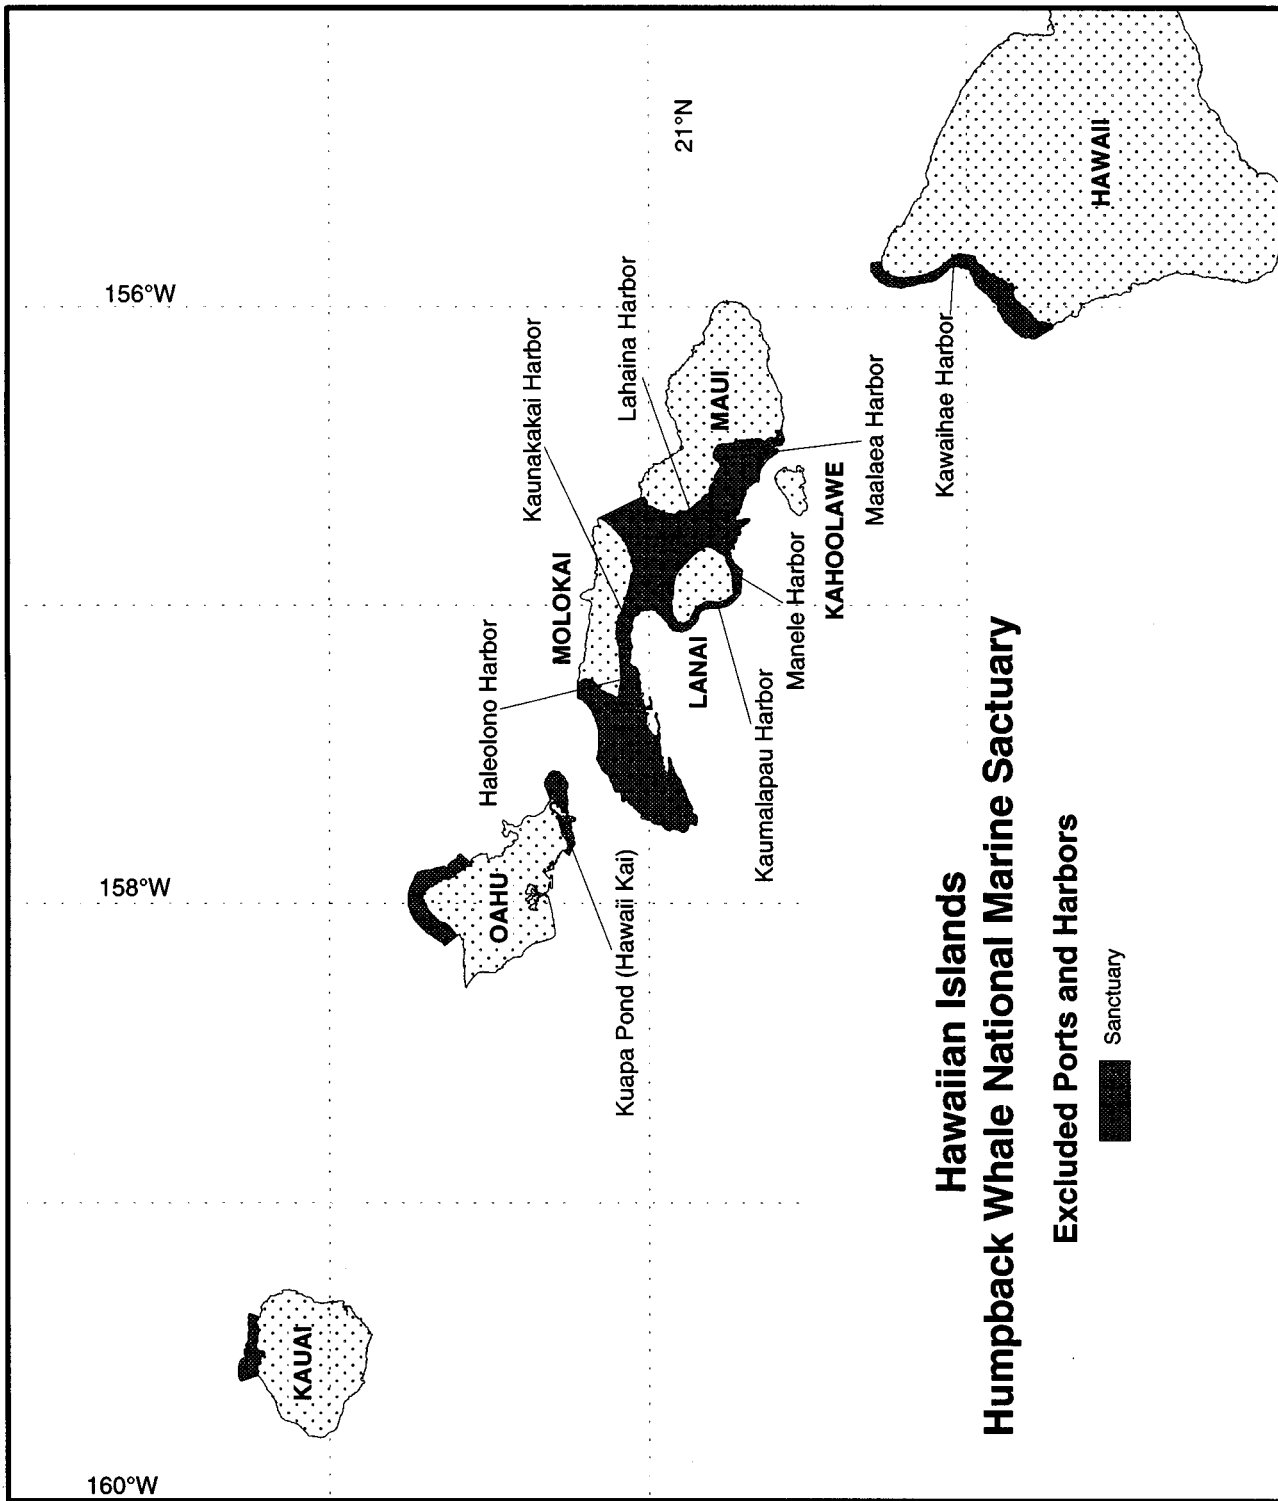 160°W
158°W
156°W
21°N
KAUAI
OAHU
MOLOKAI
LANAI
MAUI
KAHOOLAWE
HAWAII
Kuapa Pond (Hawaii Kai)
Haleolono Harbor
Kaunakakai Harbor
Lahaina Harbor
Kaumalapau Harbor
Manele Harbor
Maalaea Harbor
Kawaihae Harbor
Hawaiian Islands
Humpback Whale National Marine Sactuary
Excluded Ports and Harbors
Sanctuary